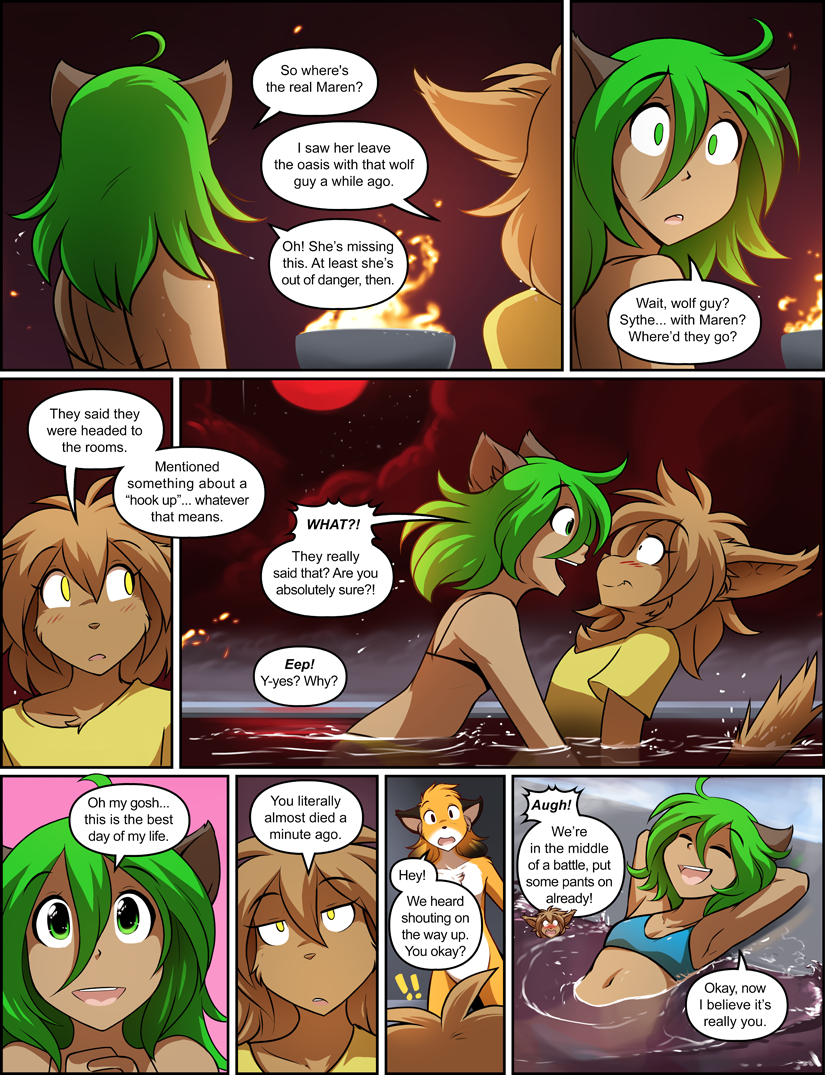 So where's
the real Maren?
I saw her leave
the oasis with that wolf
guy a while ago.
Oh! She's missing
this. At least she's
out of danger, then.
Wait, wolf guy?
Sythe... with Maren?
Where'd they go?
They said they
were headed to
the rooms.
Mentioned
something about a
“hook up”... whatever
that means.
WHAT?!
They really
said that? Are you
absolutely sure?!
Eep!
Y-yes? Why?
Oh my gosh...
this is the best
day of my life.
You literally
almost died a
minute ago.
Hey!
We heard
shouting on
the way up.
You okay?
!!
Augh!
We're
in the middle
of a battle, put
some pants on
already!
Okay, now
I believe it's
really you.